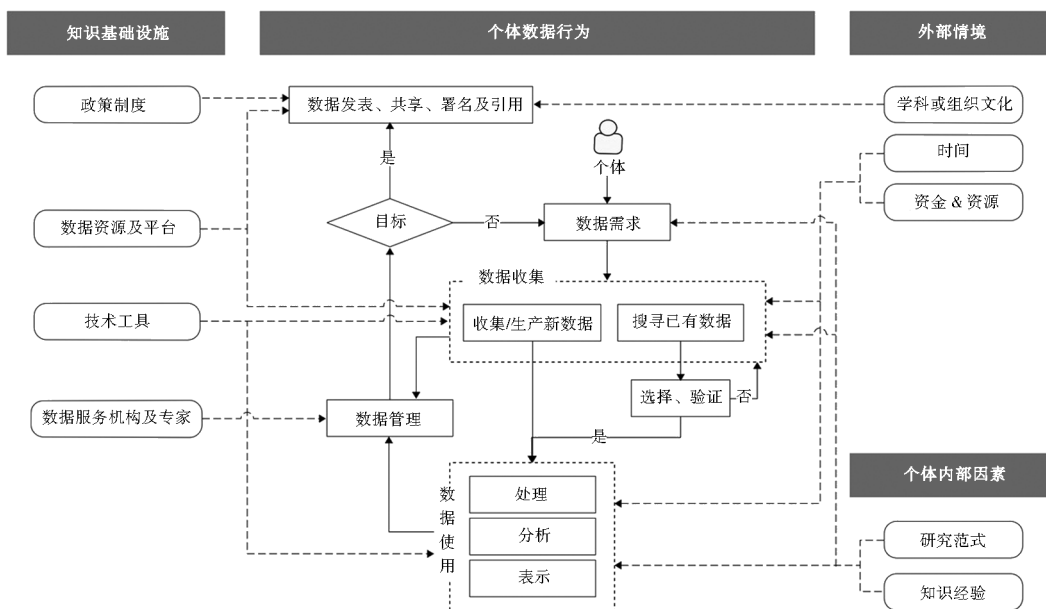 知识基础设施
个体数据行为
外部情境
政策制度
数据发表、共享、署名及引用
学科或组织文化
是
个体
时间
数据资源及平台
目标
否
数据需求
资金 & 资源
数据收集
技术工具
收集/生产新数据
搜寻已有数据
数据服务机构及专家
数据管理
选择、验证
否
是
个体内部因素
数据使用
处理
分析
表示
研究范式
知识经验